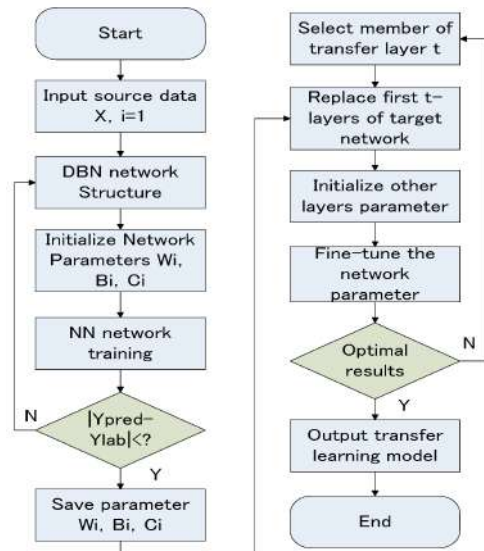 Start
Input source data
X, i=1
DBN network
Structure
Initialize Network
Parameters Wi,
Bi, Ci
NN network
training
N
|Ypred-
Ylab|<?
Y
Save parameter
Wi, Bi, Ci
Select member of
transfer layer t
Replace first t-
layers of target
network
Initialize other
layers parameter
Fine-tune the
network
parameter
N
Optimal
results
Y
Output transfer
learning model
End